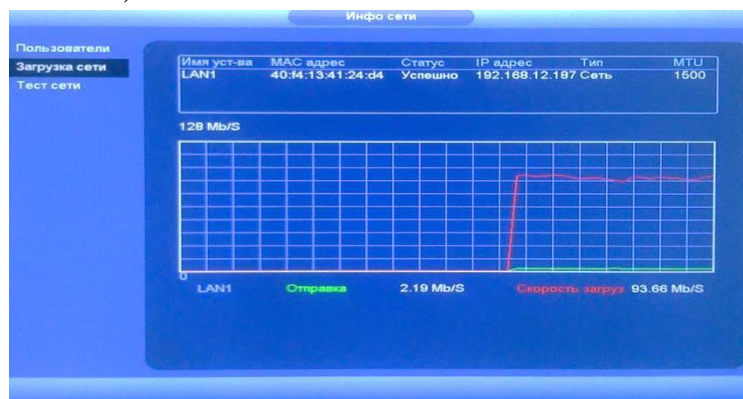 Инфо сети
Пользователи
Загрузка сети
Тест сети
Имя уст-ва MAC адрес Статус IP адрес Тип MTU
LAN1 40:f4:13:41:24:d4 Успешно 192.168.12.187 Сеть 1500
128 Mb/S
0
LAN1 Отправка 2.19 Mb/S Скорость загруз 93.66 Mb/S